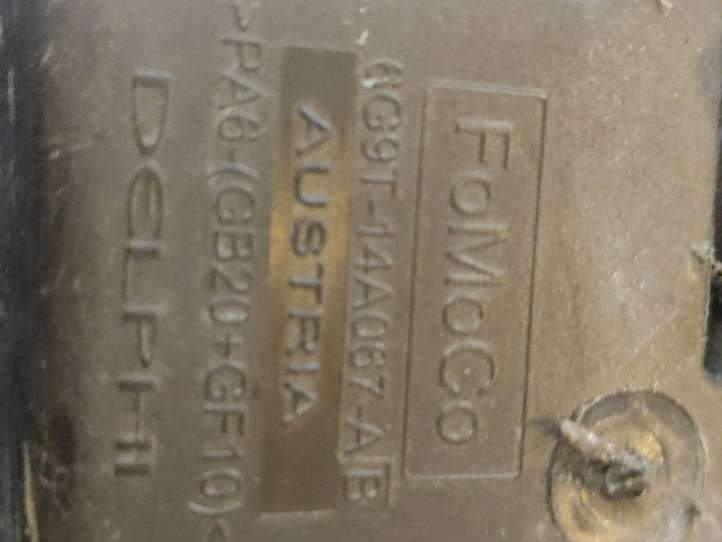 FoMoCo
6G9T-14A067-AB
AUSTRIA
>PA6-(GB20+GF10)<
DELPHI